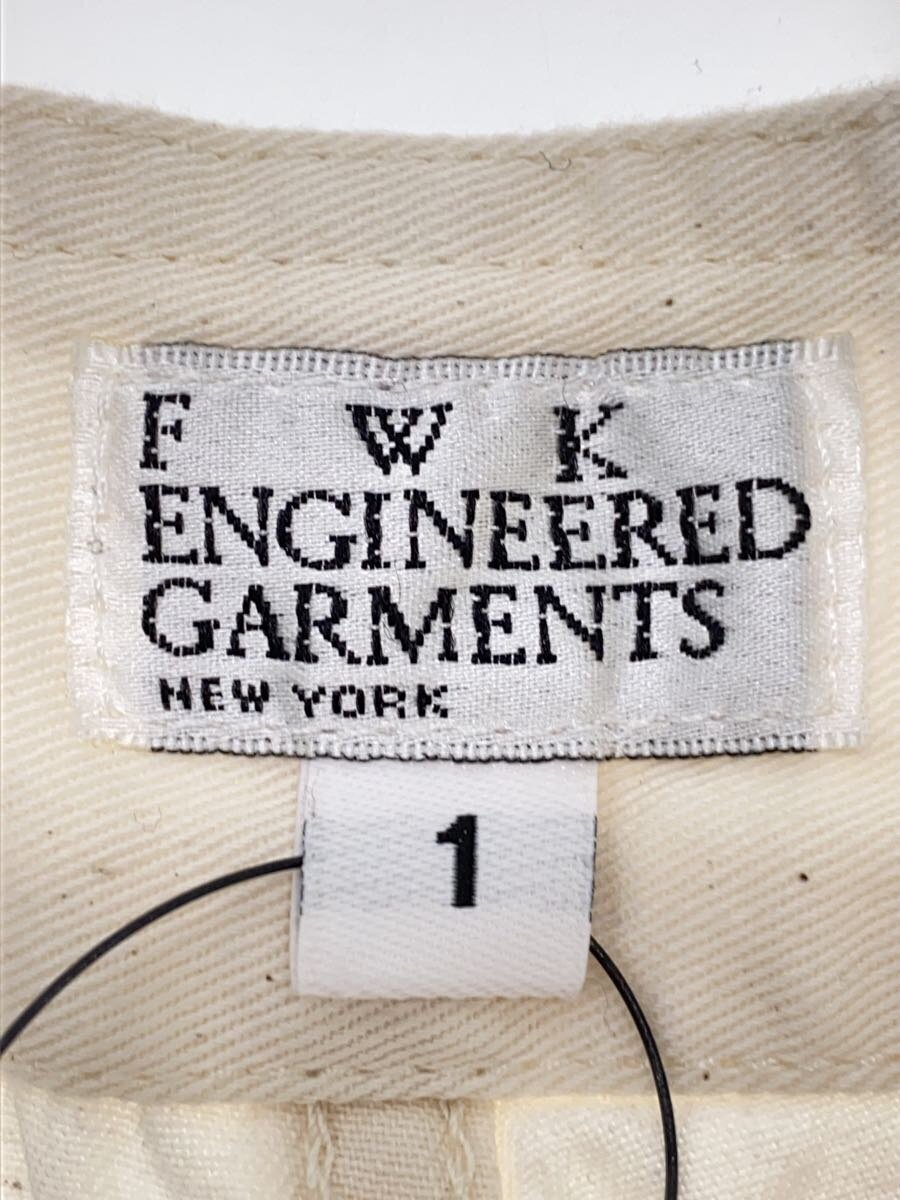 F W K
ENGINEERED
GARMENTS
NEW YORK
1